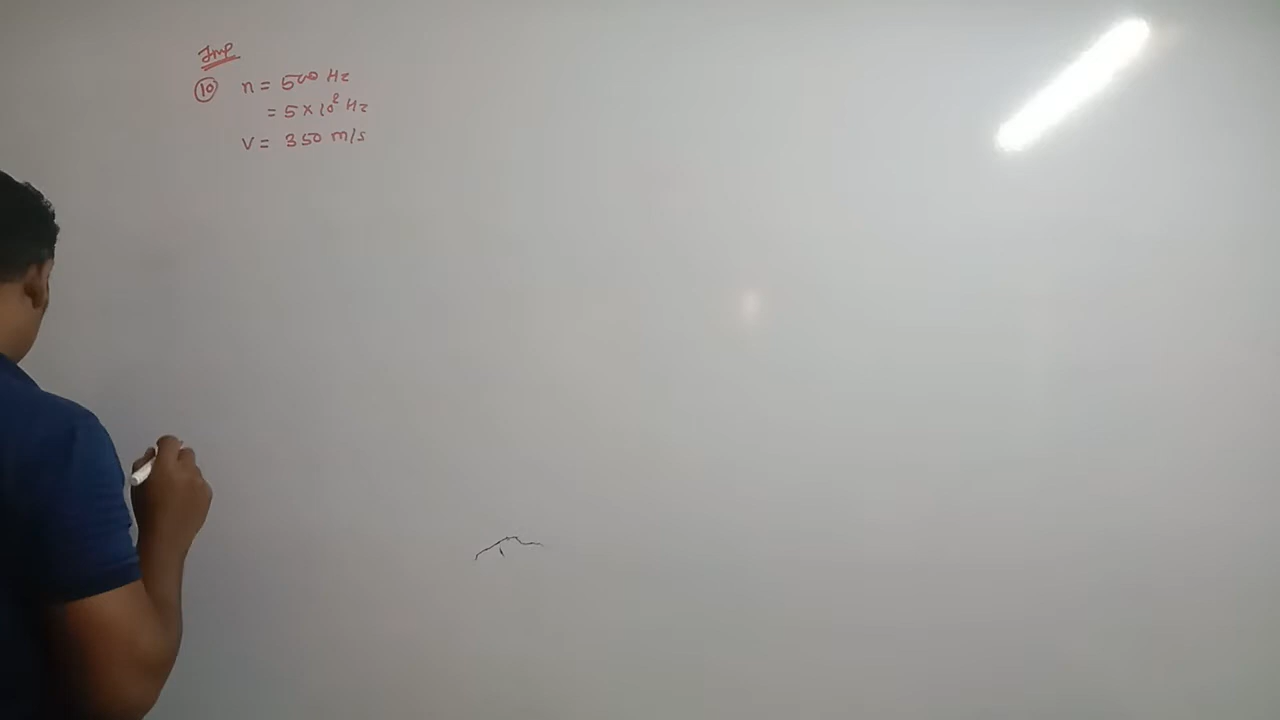 Imp
10 n = 500 Hz
= 5 × 10² Hz
v = 350 m/s